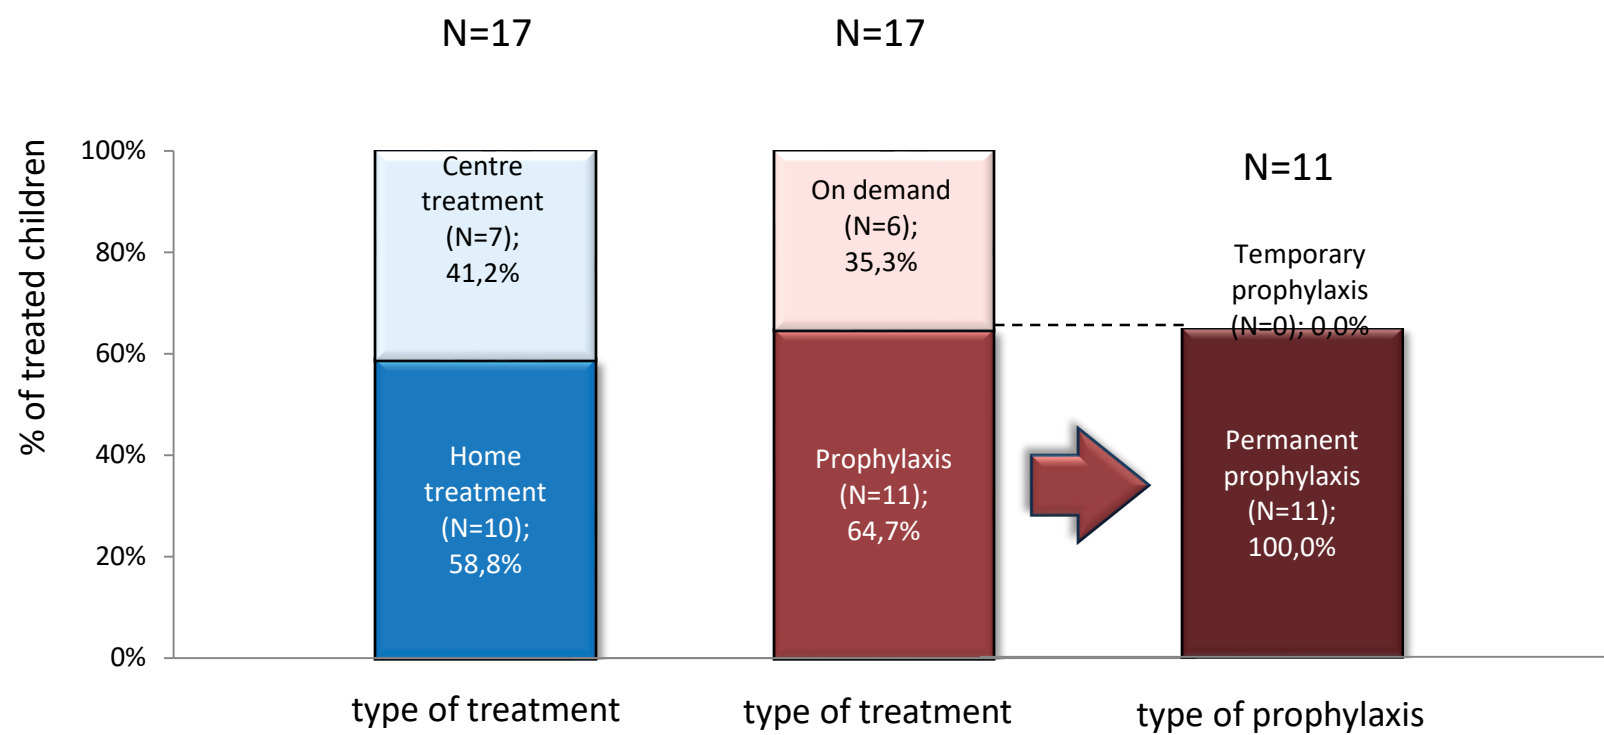 N=17
N=17
% of treated children
100%
80%
60%
40%
20%
0%
Centre
treatment
(N=7);
41,2%
Home
treatment
(N=10);
58,8%
On demand
(N=6);
35,3%
Prophylaxis
(N=11);
64,7%
N=11
Temporary
prophylaxis
(N=0); 0,0%
Permanent
prophylaxis
(N=11);
100,0%
type of treatment
type of treatment
type of prophylaxis